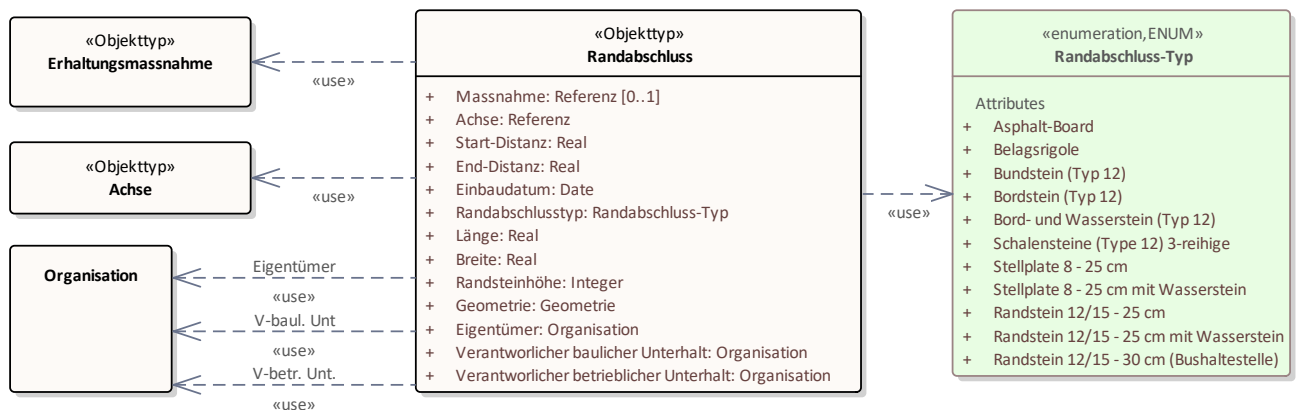 «Objekttyp»
Erhaltungsmassnahme
«use»
«Objekttyp»
Achse
«use»
Organisation
Eigentümer
«use»
V-baul. Unt
«use»
V-betr. Unt.
«use»
«Objekttyp»
Randabschluss
+ Massnahme: Referenz [0..1]
+ Achse: Referenz
+ Start-Distanz: Real
+ End-Distanz: Real
+ Einbaudatum: Date
+ Randabschlusstyp: Randabschluss-Typ
+ Länge: Real
+ Breite: Real
+ Randsteinhöhe: Integer
+ Geometrie: Geometrie
+ Eigentümer: Organisation
+ Verantworlicher baulicher Unterhalt: Organisation
+ Verantworlicher betrieblicher Unterhalt: Organisation
«use»
«enumeration,ENUM»
Randabschluss-Typ
Attributes
+ Asphalt-Board
+ Belagsrigole
+ Bundstein (Typ 12)
+ Bordstein (Typ 12)
+ Bord- und Wasserstein (Typ 12)
+ Schalensteine (Type 12) 3-reihige
+ Stellplate 8 - 25 cm
+ Stellplate 8 - 25 cm mit Wasserstein
+ Randstein 12/15 - 25 cm
+ Randstein 12/15 - 25 cm mit Wasserstein
+ Randstein 12/15 - 30 cm (Bushaltestelle)